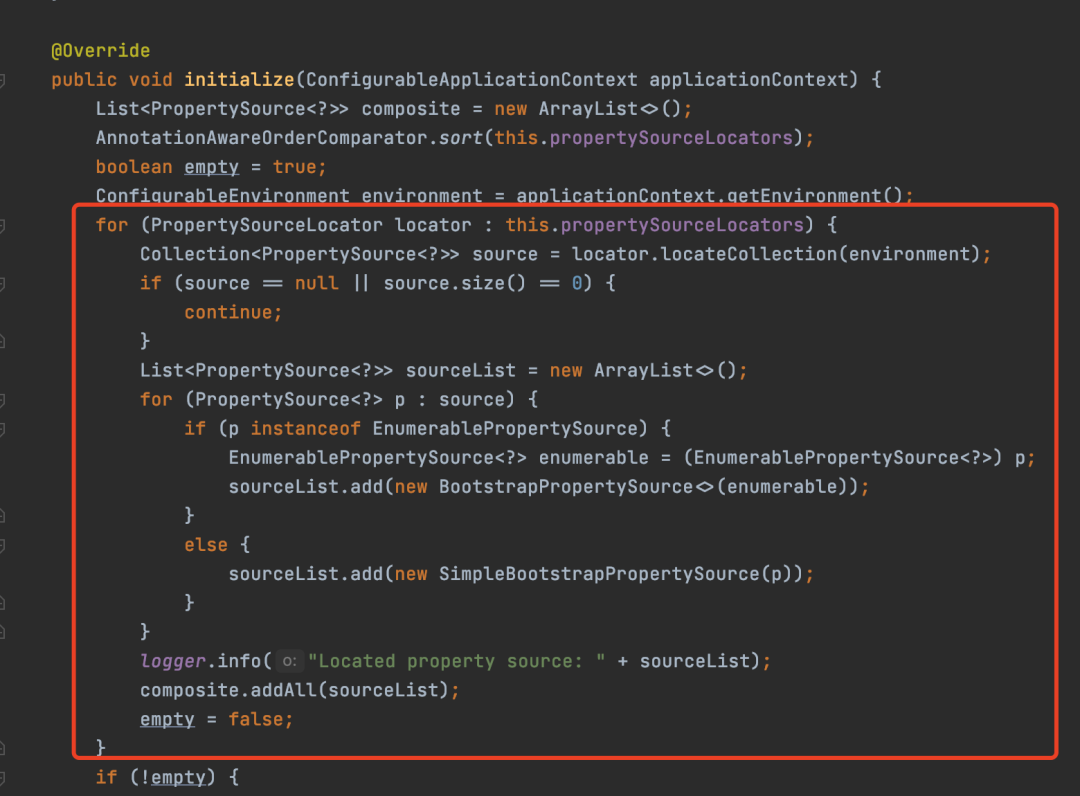 @Override
public void initialize(ConfigurableApplicationContext applicationContext) {
    List<PropertySource<?>> composite = new ArrayList<>();
    AnnotationAwareOrderComparator.sort(this.propertySourceLocators);
    boolean empty = true;
    ConfigurableEnvironment environment = applicationContext.getEnvironment();
    for (PropertySourceLocator locator : this.propertySourceLocators) {
        Collection<PropertySource<?>> source = locator.locateCollection(environment);
        if (source == null || source.size() == 0) {
            continue;
        }
        List<PropertySource<?>> sourceList = new ArrayList<>();
        for (PropertySource<?> p : source) {
            if (p instanceof EnumerablePropertySource) {
                EnumerablePropertySource<?> enumerable = (EnumerablePropertySource<?>) p;
                sourceList.add(new BootstrapPropertySource<>(enumerable));
            }
            else {
                sourceList.add(new SimpleBootstrapPropertySource(p));
            }
        }
        logger.info( o: "Located property source: " + sourceList);
        composite.addAll(sourceList);
        empty = false;
    }
    if (!empty) {